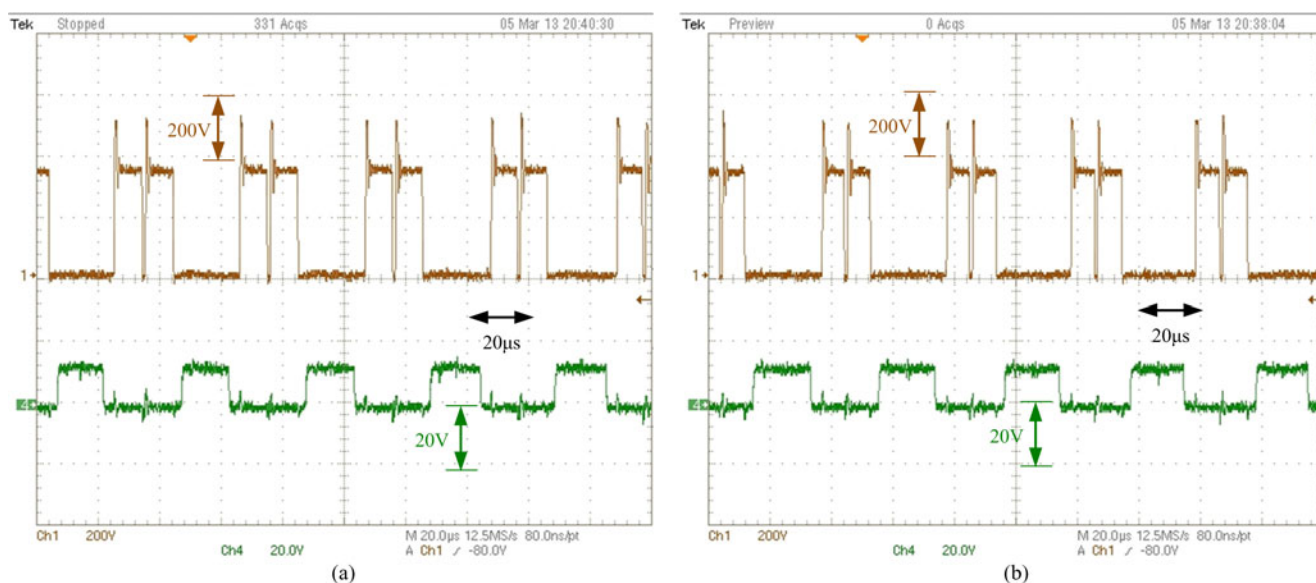 Tek Stopped 331 Acqs 05 Mar 13 20:40:30
200V
1
20μs
20V
Ch1 200V M 20.0µs 12.5MS/s 80.0ns/pt
Ch4 20.0V A Ch1 ∫ -80.0V
(a)
Tek Preview 0 Acqs 05 Mar 13 20:38:04
200V
1
20μs
20V
Ch1 200V M 20.0µs 12.5MS/s 80.0ns/pt
Ch4 20.0V A Ch1 ∫ -80.0V
(b)